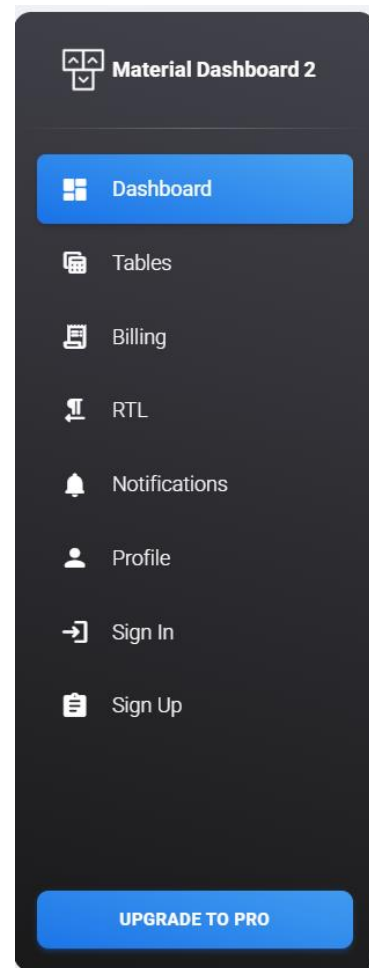 Material Dashboard 2
Dashboard
Tables
Billing
RTL
Notifications
Profile
Sign In
Sign Up
UPGRADE TO PRO